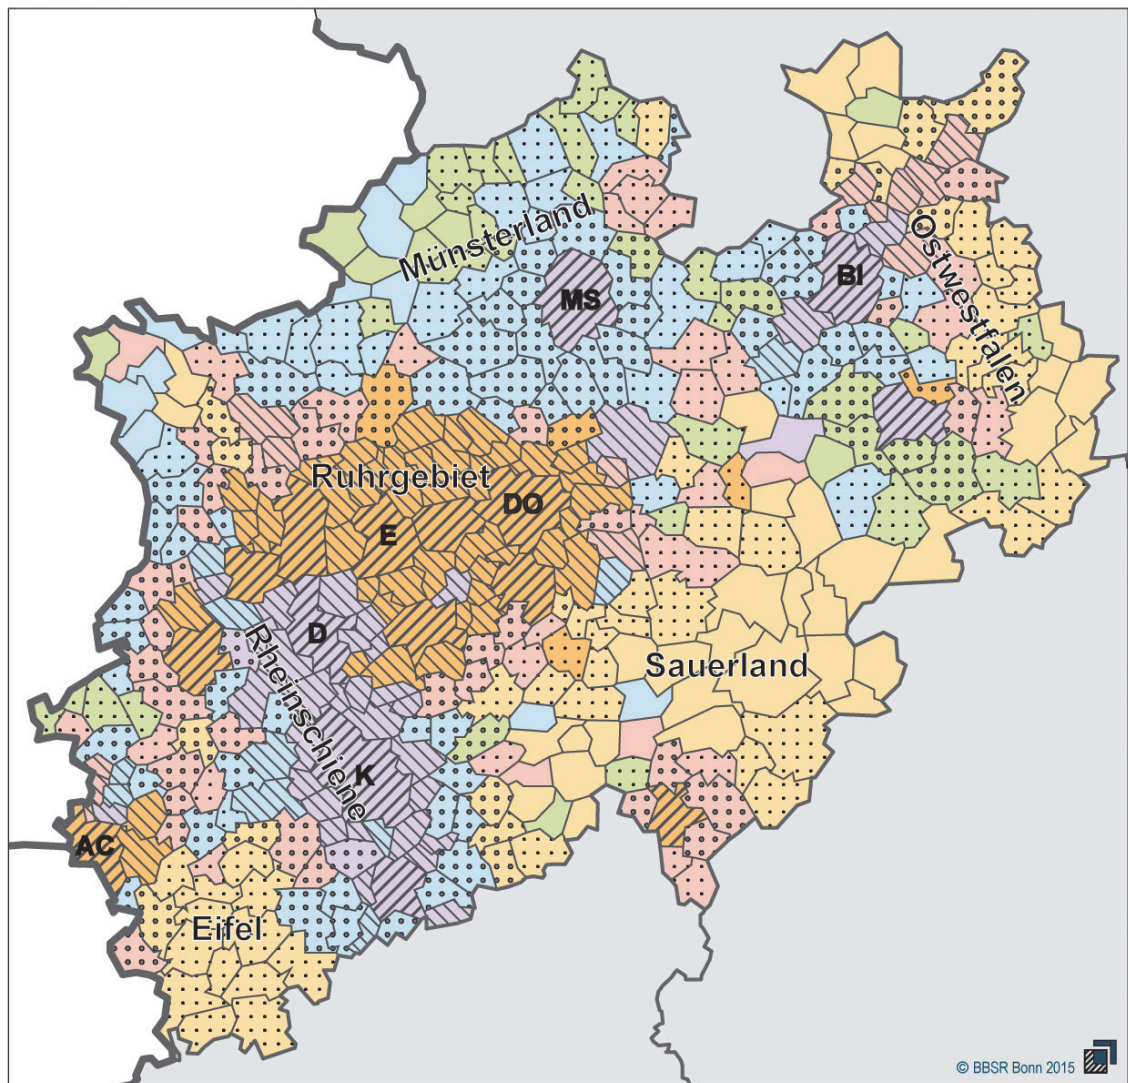 Münsterland
Ostwestfalen
MS
BI
Ruhrgebiet
DO
E
D
Rheinschiene
Sauerland
K
AC
Eifel
© BBSR Bonn 2015